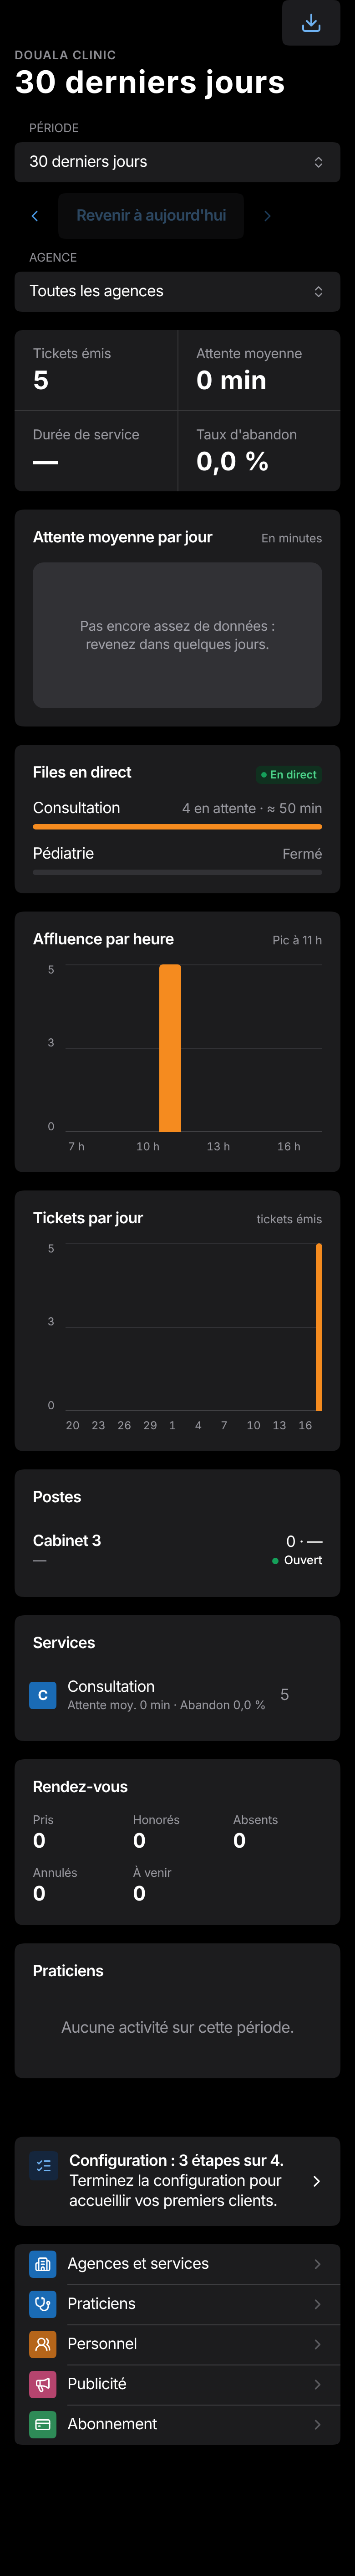 DOUALA CLINIC
30 derniers jours
PÉRIODE
30 derniers jours
Revenir à aujourd'hui
AGENCE
Toutes les agences
Tickets émis
5
Attente moyenne
0 min
Durée de service
—
Taux d'abandon
0,0 %
Attente moyenne par jour
En minutes
Pas encore assez de données :
revenez dans quelques jours.
Files en direct
En direct
Consultation
4 en attente · ≈ 50 min
Pédiatrie
Fermé
Affluence par heure
Pic à 11 h
5
3
0
7 h
10 h
13 h
16 h
Tickets par jour
tickets émis
5
3
0
20 23 26 29 1 4 7 10 13 16
Postes
Cabinet 3
0 · —
—
Ouvert
Services
C
Consultation
Attente moy. 0 min · Abandon 0,0 %
5
Rendez-vous
Pris
0
Honorés
0
Absents
0
Annulés
0
À venir
0
Praticiens
Aucune activité sur cette période.
Configuration : 3 étapes sur 4.
Terminez la configuration pour
accueillir vos premiers clients.
Agences et services
Praticiens
Personnel
Publicité
Abonnement